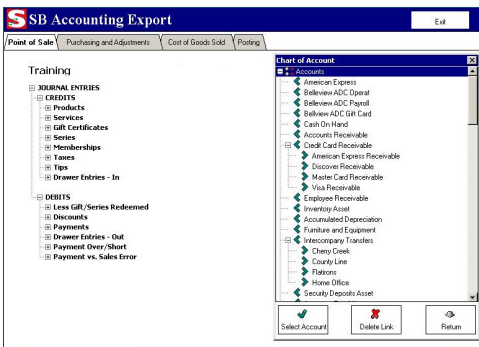 S SB Accounting Export
Exit
Point of Sale
Purchasing and Adjustments
Cost of Goods Sold
Posting
Training
JOURNAL ENTRIES
CREDITS
Products
Services
Gift Certificates
Series
Memberships
Taxes
Tips
Drawer Entries - In
DEBITS
Less Gift/Series Redeemed
Discounts
Payments
Drawer Entries - Out
Payment Over/Short
Payment vs. Sales Error
Chart of Account
Accounts
American Express
Belleview ADC Operat
Belleview ADC Payroll
Bellview ADC Gift Card
Cash On Hand
Accounts Receivable
Credit Card Receivable
American Express Receivable
Discover Receivable
Master Card Receivable
Visa Receivable
Employee Receivable
Inventory Asset
Accumulated Depreciation
Furniture and Equipment
Intercompany Transfers
Cherry Creek
County Line
Flatirons
Home Office
Security Deposits Asset
Select Account
Delete Link
Return